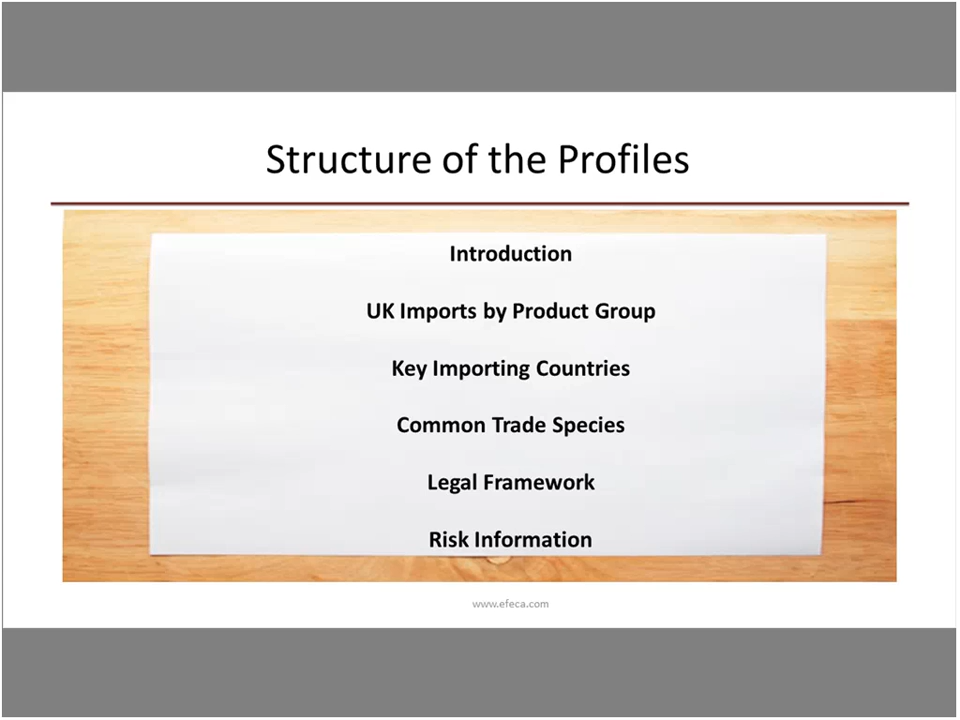 Structure of the Profiles
Introduction
UK Imports by Product Group
Key Importing Countries
Common Trade Species
Legal Framework
Risk Information
www.efeca.com